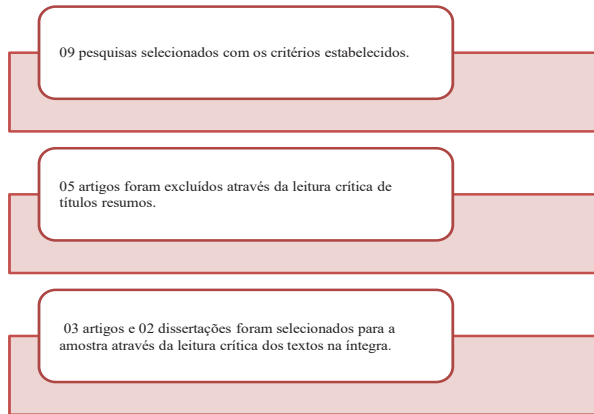 09 pesquisas selecionados com os critérios estabelecidos.
05 artigos foram excluídos através da leitura crítica de
títulos resumos.
03 artigos e 02 dissertações foram selecionados para a
amostra através da leitura crítica dos textos na íntegra.